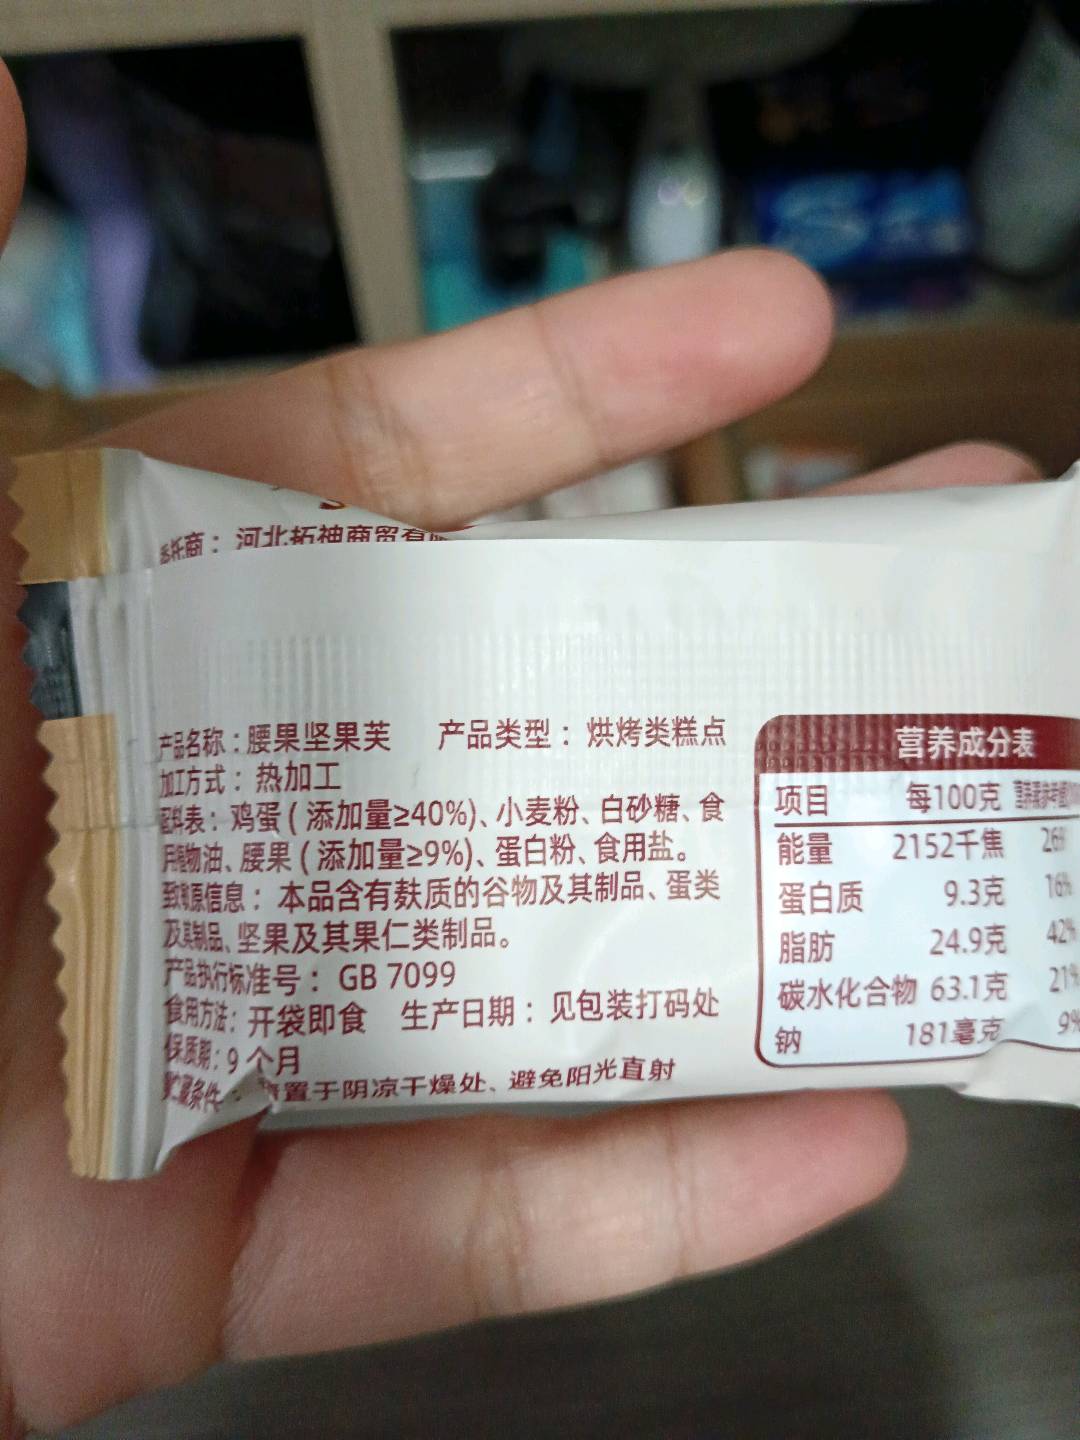 委托商：河北拓神商贸有限
产品名称：腰果坚果芙 产品类型：烘烤类糕点
加工方式：热加工
配料表：鸡蛋(添加量≥40%)、小麦粉、白砂糖、食
用植物油、腰果(添加量≥9%)、蛋白粉、食用盐。
致敏原信息：本品含有麸质的谷物及其制品、蛋类
及其制品、坚果及其果仁类制品。
产品执行标准号：GB 7099
食用方法：开袋即食 生产日期：见包装打码处
保质期：9个月
贮藏条件：请置于阴凉干燥处、避免阳光直射
营养成分表
项目 每100克 营养素参考值
能量 2152千焦 26%
蛋白质 9.3克 16%
脂肪 24.9克 42%
碳水化合物 63.1克 21%
钠 181毫克 9%